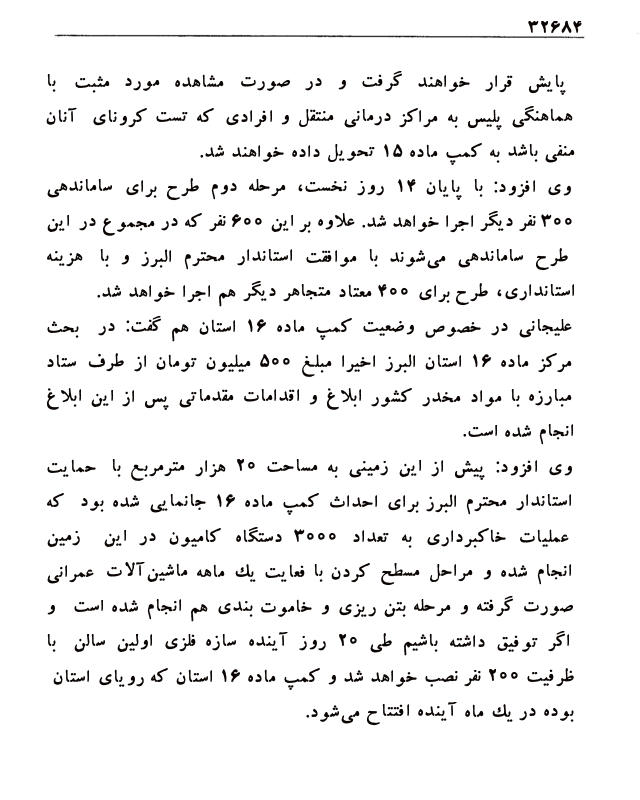 ۳۲۶۸۴
پایش قرار خواهند گرفت و در صورت مشاهده مورد مثبت با
هماهنگی پلیس به مراکز درمانی منتقل و افرادی که تست کرونای آنان
منفی باشد به کمپ ماده ۱۵ تحویل داده خواهند شد.
وی افزود: با پایان ۱۴ روز نخست، مرحله دوم طرح برای ساماندهی
۳۰۰ نفر دیگر اجرا خواهد شد. علاوه بر این ۶۰۰ نفر که در مجموع در این
طرح ساماندهی می‌شوند با موافقت استاندار محترم البرز و با هزینه
استانداری، طرح برای ۴۰۰ معتاد متجاهر دیگر هم اجرا خواهد شد.
علیجانی در خصوص وضعیت کمپ ماده ۱۶ استان هم گفت: در بحث
مرکز ماده ۱۶ استان البرز اخیرا مبلغ ۵۰۰ میلیون تومان از طرف ستاد
مبارزه با مواد مخدر کشور ابلاغ و اقدامات مقدماتی پس از این ابلاغ
انجام شده است.
وی افزود: پیش از این زمینی به مساحت ۲۰ هزار مترمربع با حمایت
استاندار محترم البرز برای احداث کمپ ماده ۱۶ جانمایی شده بود که
عملیات خاکبرداری به تعداد ۳۰۰۰ دستگاه کامیون در این زمین
انجام شده و مراحل مسطح کردن با فعایت یك ماهه ماشین‌آلات عمرانی
صورت گرفته و مرحله بتن ریزی و خاموت بندی هم انجام شده است و
اگر توفیق داشته باشیم طی ۲۰ روز آینده سازه فلزی اولین سالن با
ظرفیت ۲۰۰ نفر نصب خواهد شد و کمپ ماده ۱۶ استان که رویای استان
بوده در یك ماه آینده افتتاح می‌شود.